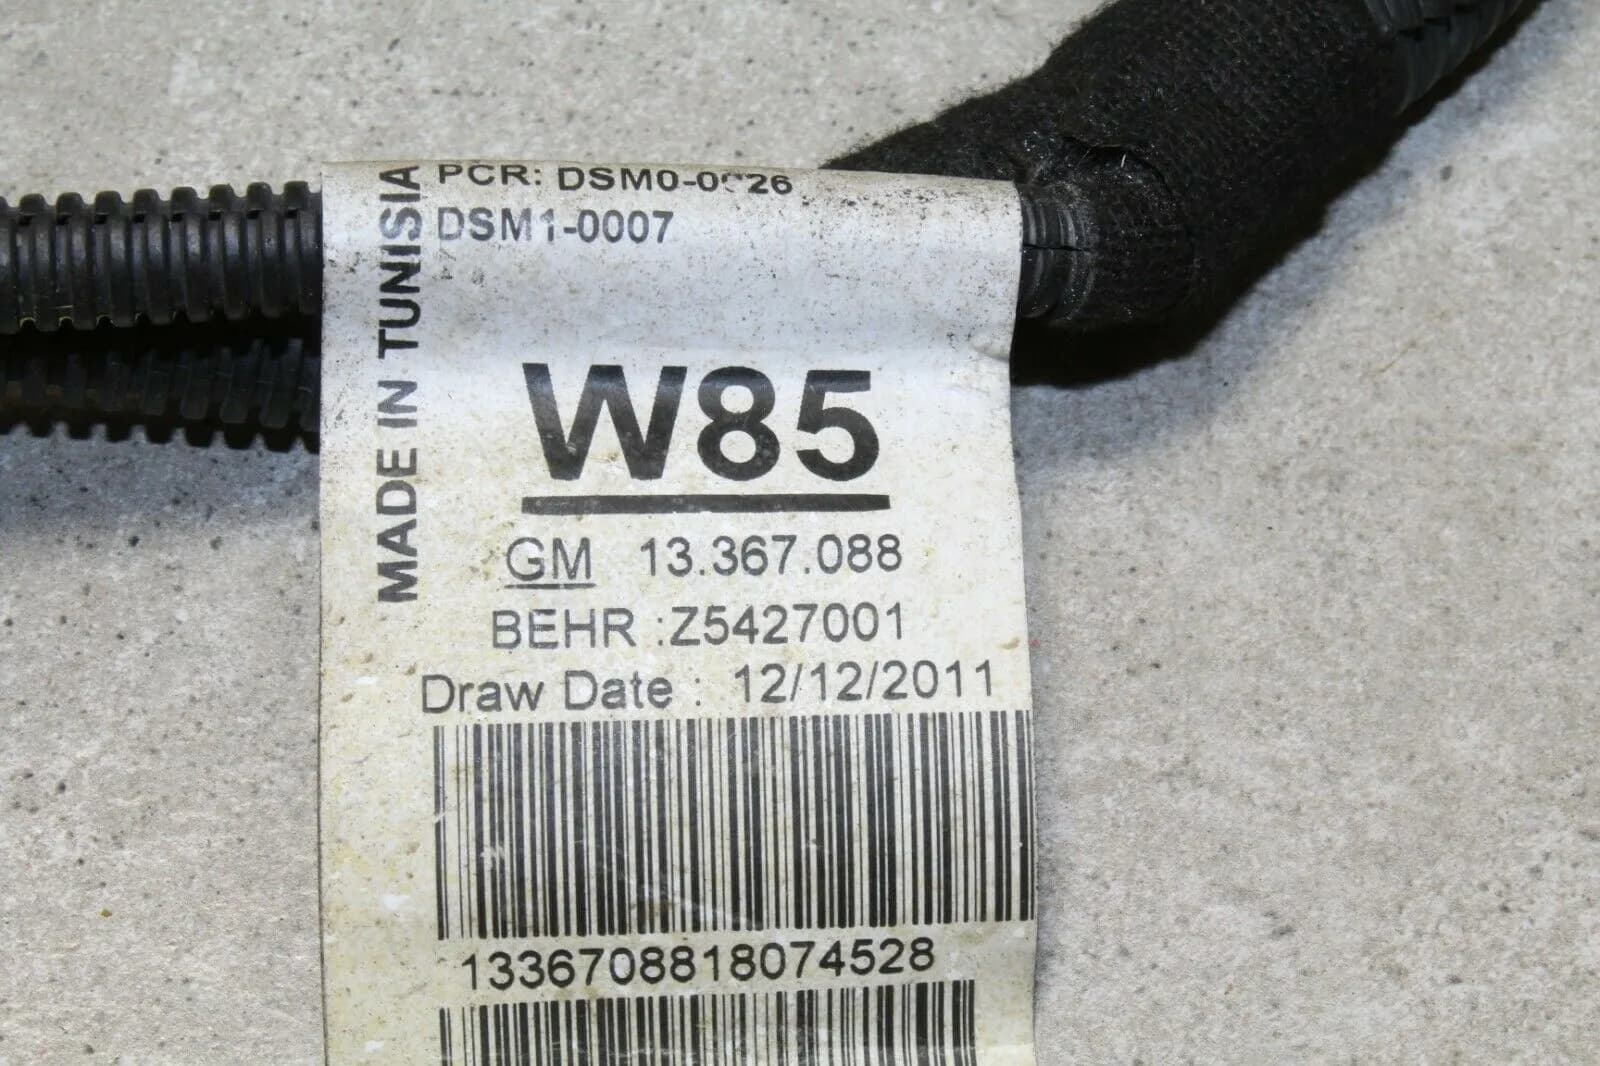 PCR: DSM0-0026
DSM1-0007
MADE IN TUNISIA
W85
GM 13.367.088
BEHR :Z5427001
Draw Date : 12/12/2011
1336708818074528